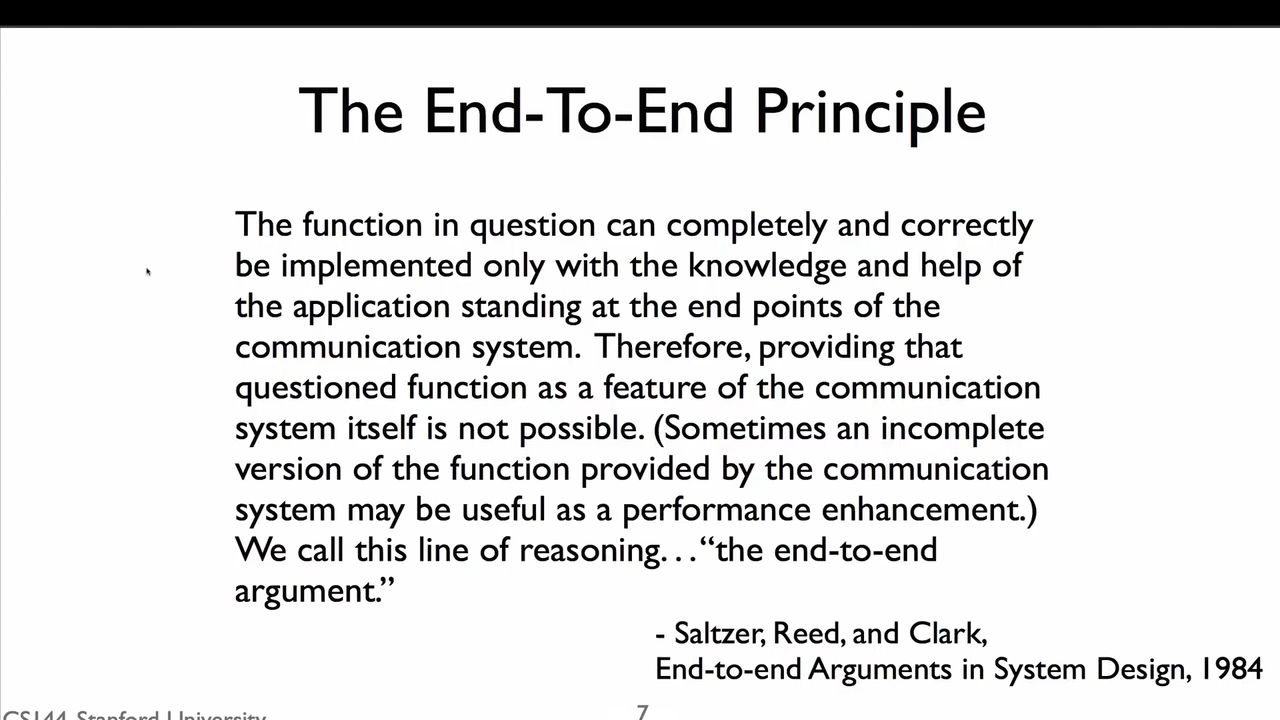 The End-To-End Principle
The function in question can completely and correctly
be implemented only with the knowledge and help of
the application standing at the end points of the
communication system. Therefore, providing that
questioned function as a feature of the communication
system itself is not possible. (Sometimes an incomplete
version of the function provided by the communication
system may be useful as a performance enhancement.)
We call this line of reasoning. . . “the end-to-end
argument.”
- Saltzer, Reed, and Clark,
End-to-end Arguments in System Design, 1984
CS144, Stanford University
7